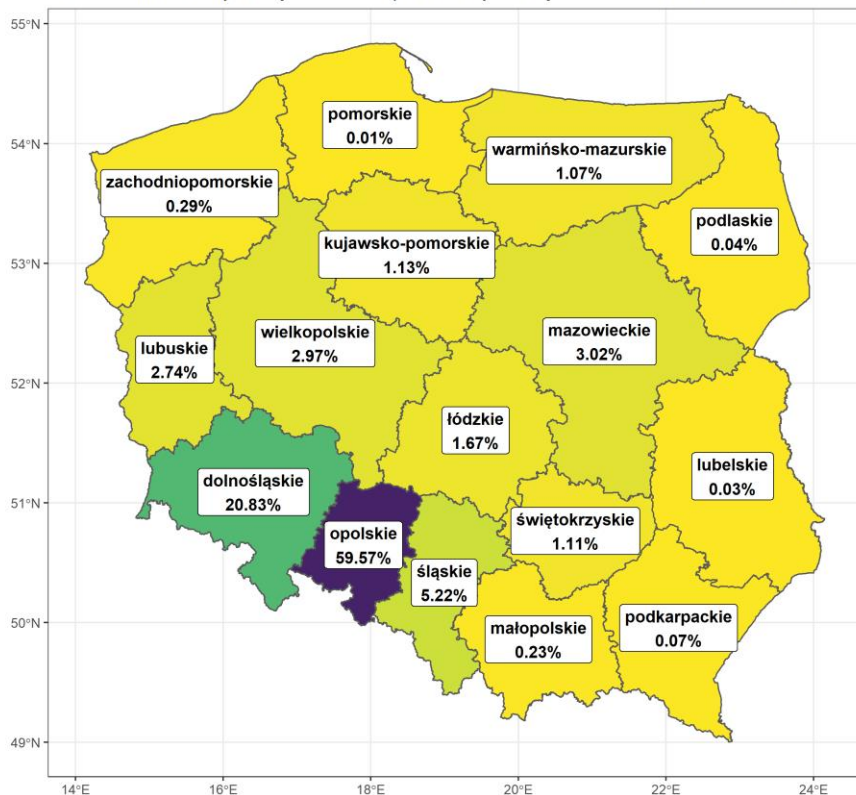 55°N
54°N
53°N
52°N
51°N
50°N
49°N
pomorskie
0.01%
warmińsko-mazurskie
1.07%
zachodniopomorskie
0.29%
podlaskie
0.04%
kujawsko-pomorskie
1.13%
wielkopolskie
2.97%
mazowieckie
3.02%
lubuskie
2.74%
łódzkie
1.67%
lubelskie
0.03%
dolnośląskie
20.83%
opolskie
59.57%
świętokrzyskie
1.11%
śląskie
5.22%
małopolskie
0.23%
podkarpackie
0.07%
14°E
16°E
18°E
20°E
22°E
24°E